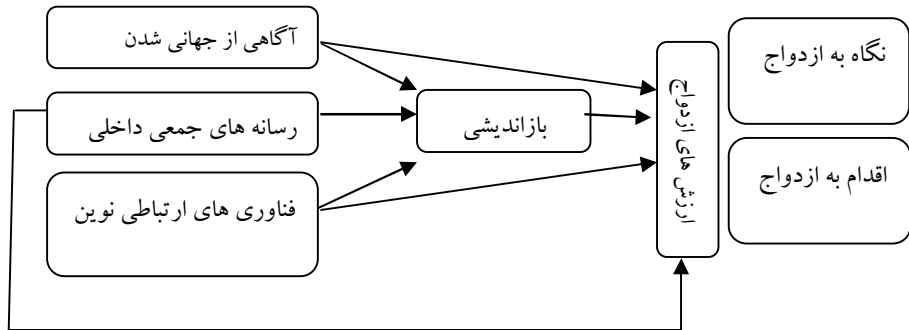 آگاهی از جهانی شدن
رسانه های جمعی داخلی
فناوری های ارتباطی نوین
بازاندیشی
ارزش های ازدواج
نگاه به ازدواج
اقدام به ازدواج